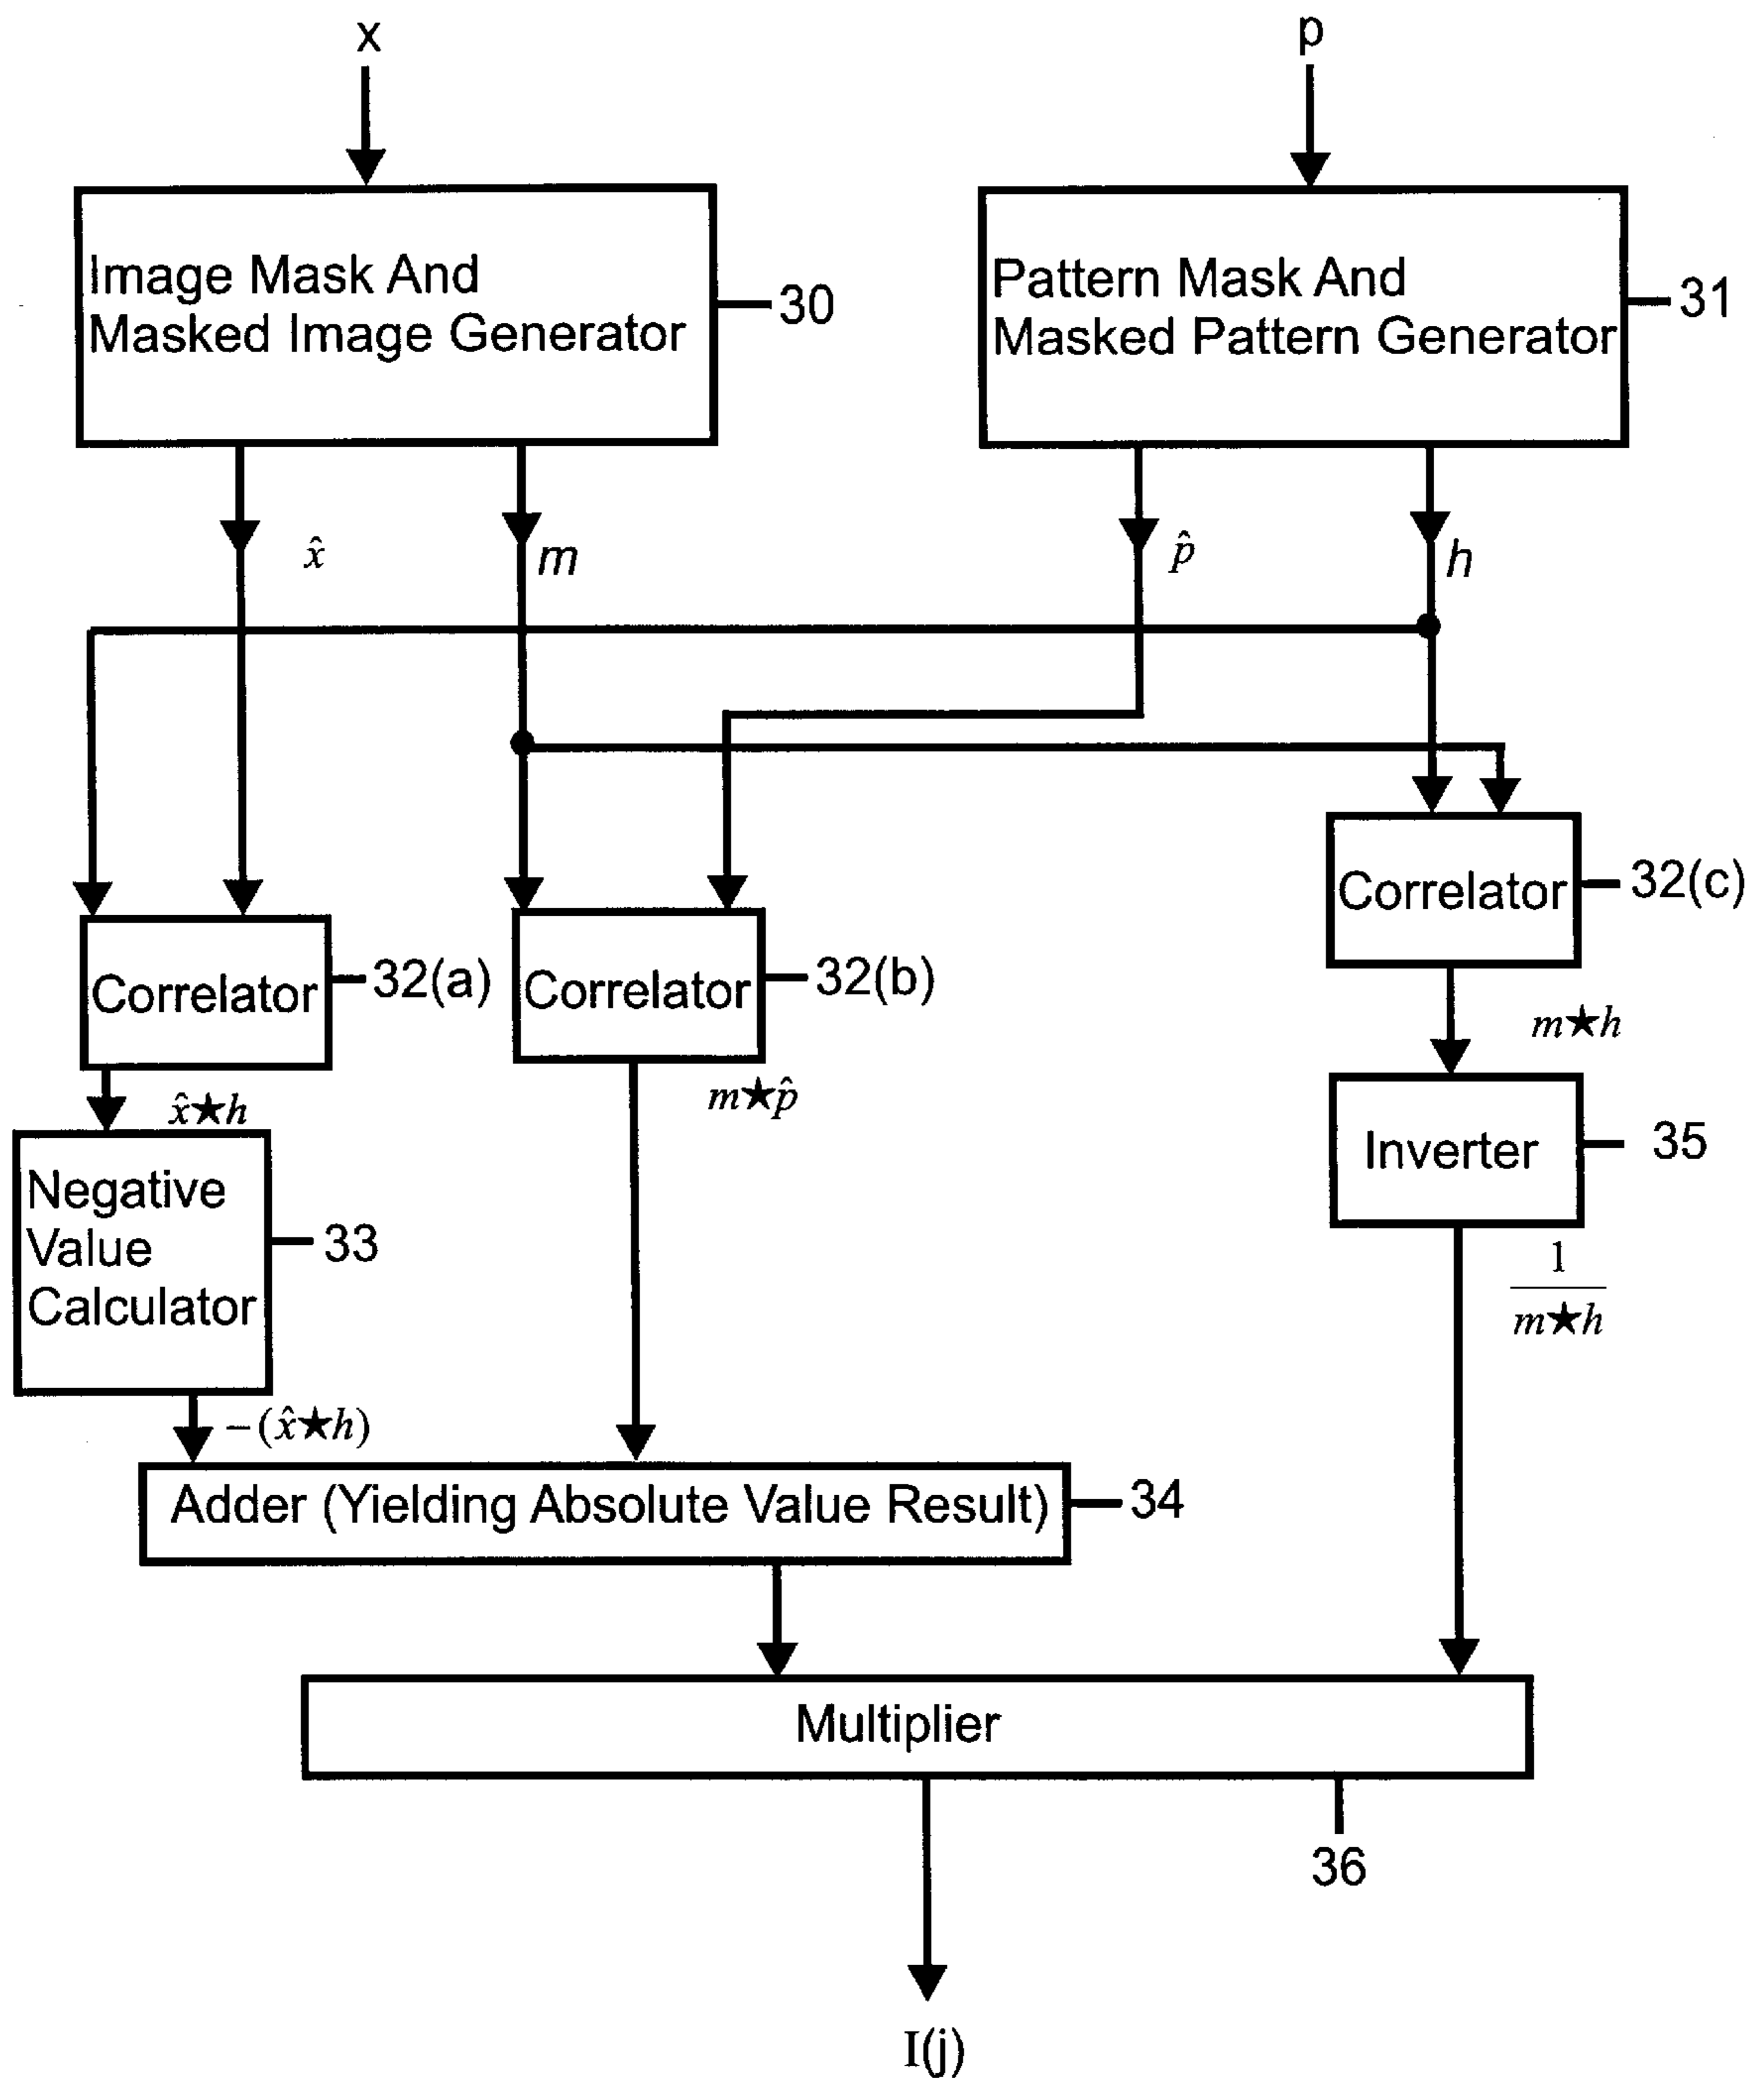 x
p
Image Mask And
Masked Image Generator
30
Pattern Mask And
Masked Pattern Generator
31
x̂
m
p̂
h
Correlator
32(c)
Correlator
32(a)
Correlator
32(b)
m★h
x̂★h
m★p̂
Inverter
35
Negative
Value
Calculator
33
1
m★h
−(x̂★h)
Adder (Yielding Absolute Value Result)
34
Multiplier
36
I(j)